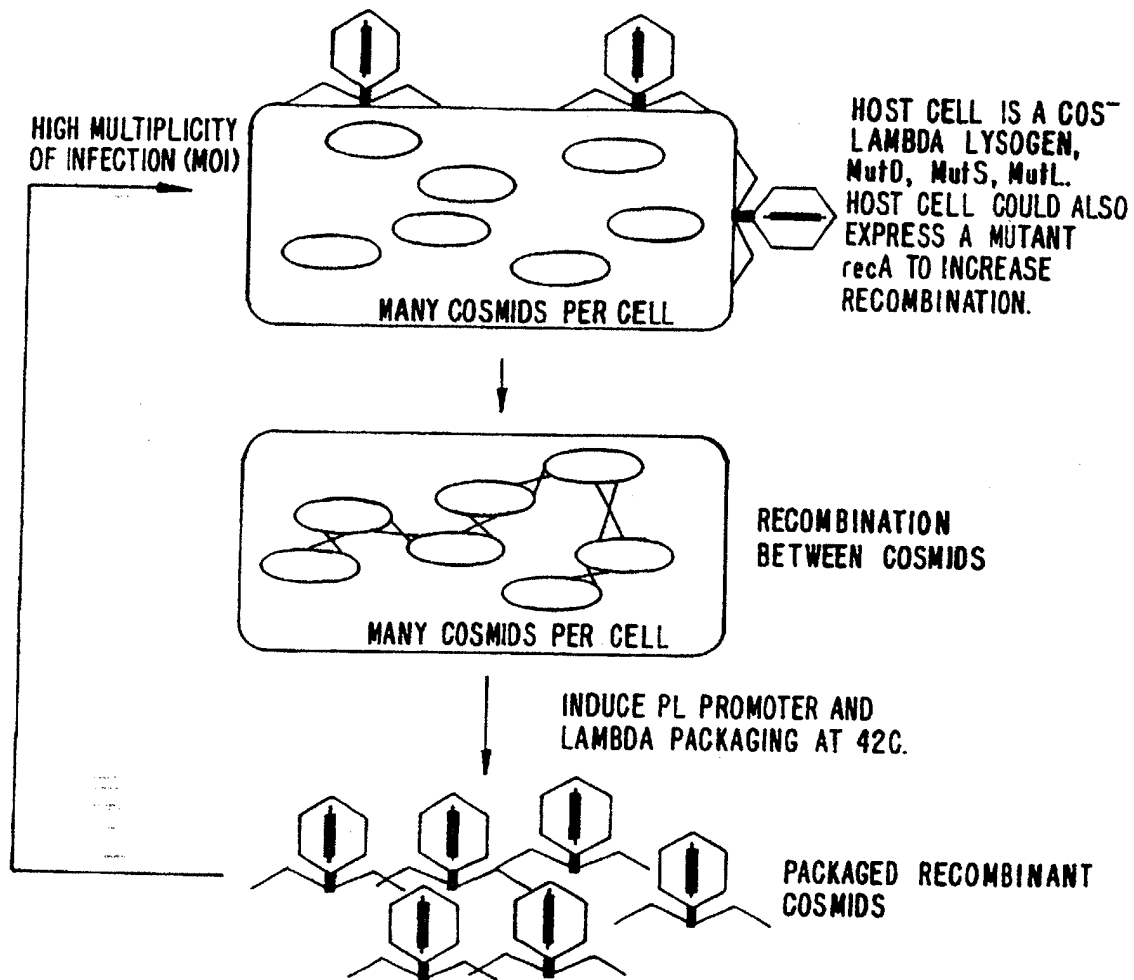 HIGH MULTIPLICITY
OF INFECTION (MOI)
HOST CELL IS A COS⁻
LAMBDA LYSOGEN,
MutD, MutS, MutL.
HOST CELL COULD ALSO
EXPRESS A MUTANT
recA TO INCREASE
RECOMBINATION.
MANY COSMIDS PER CELL
RECOMBINATION
BETWEEN COSMIDS
MANY COSMIDS PER CELL
INDUCE PL PROMOTER AND
LAMBDA PACKAGING AT 42C.
PACKAGED RECOMBINANT
COSMIDS